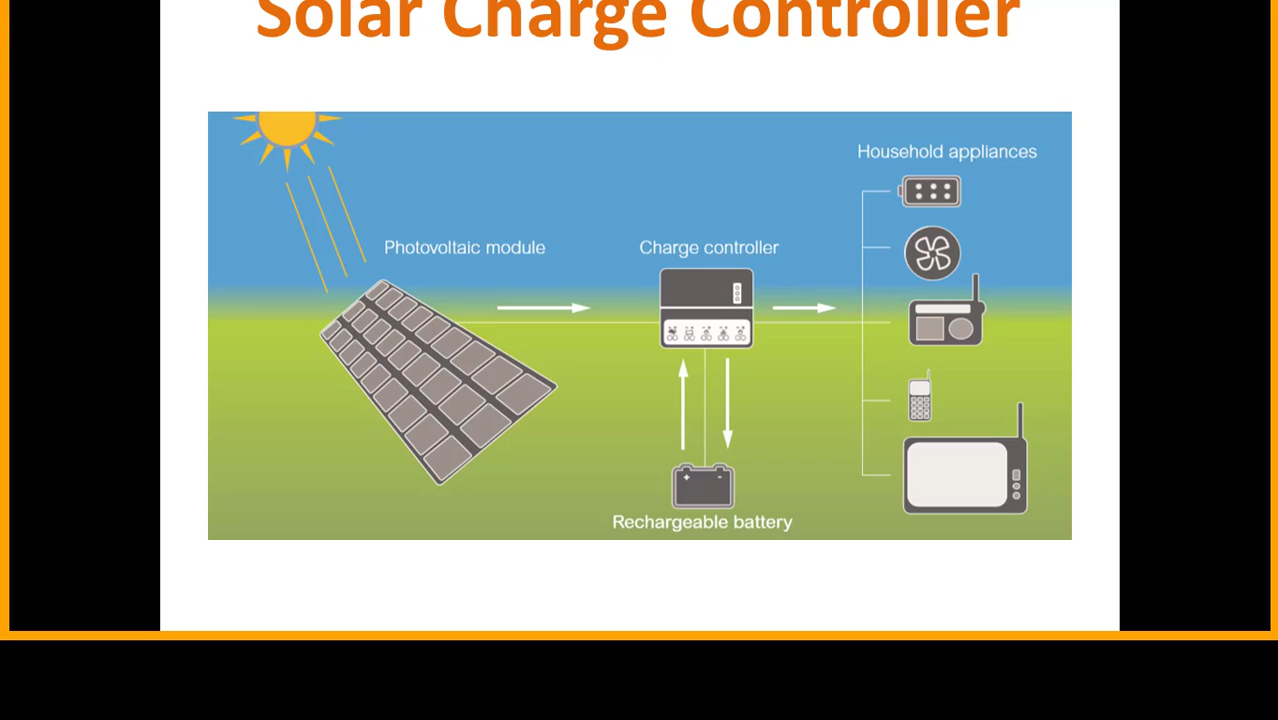 Solar Charge Controller
Household appliances
Photovoltaic module
Charge controller
+ -
Rechargeable battery